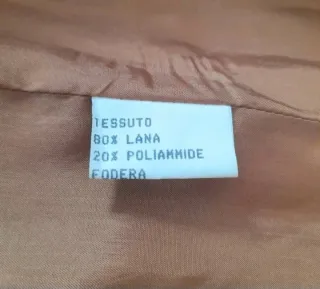 TESSUTO
80% LANA
20% POLIAMMIDE
FODERA